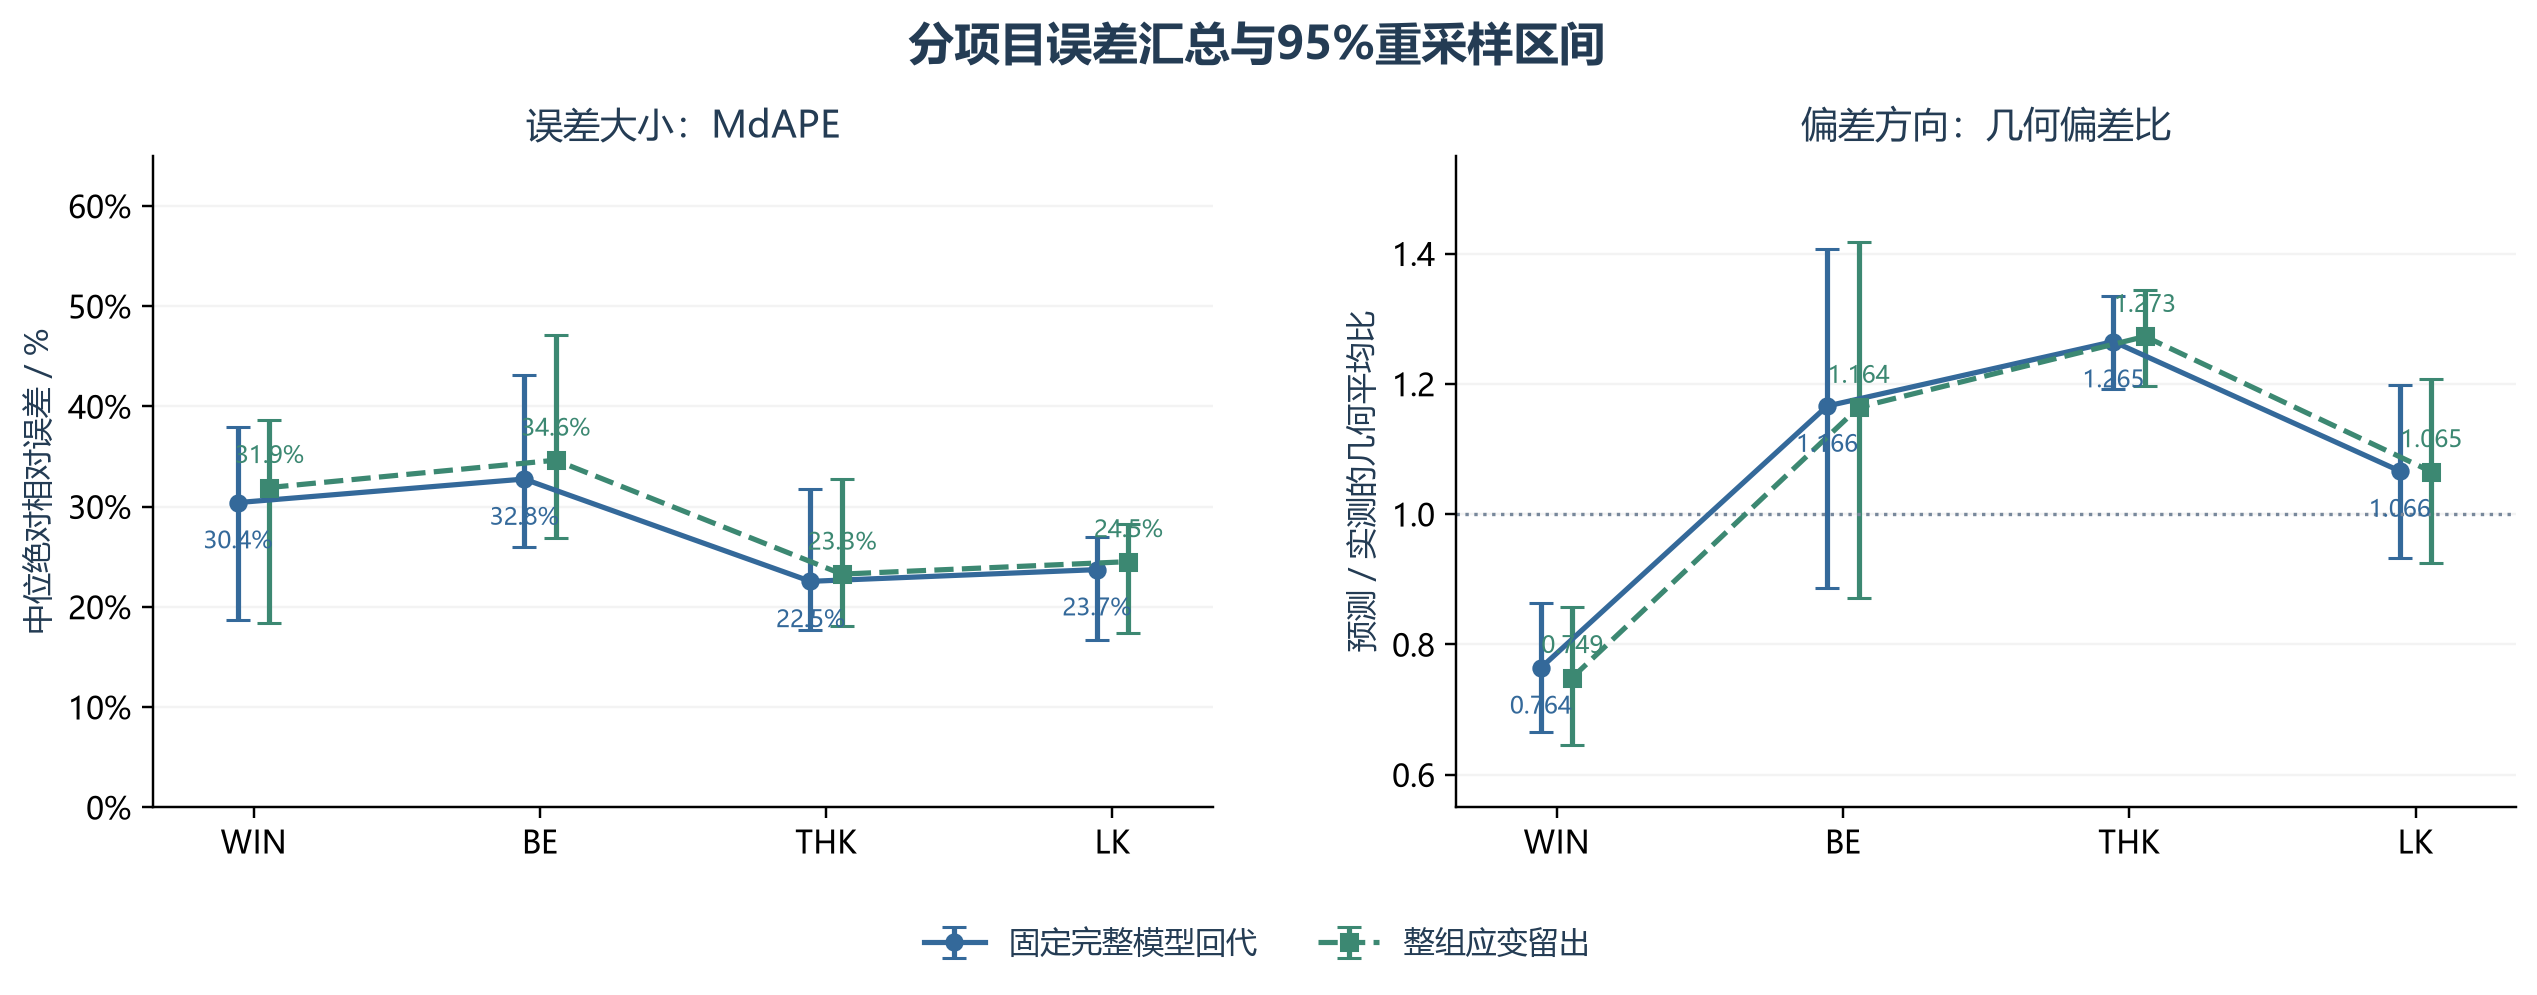 分项目误差汇总与95%重采样区间
误差大小：MdAPE
中位绝对相对误差 / %
60%
50%
40%
30%
20%
10%
0%
31.9%
30.4%
34.6%
32.8%
23.3%
22.5%
24.5%
23.7%
WIN
BE
THK
LK
偏差方向：几何偏差比
预测 / 实测的几何平均比
1.4
1.2
1.0
0.8
0.6
0.749
0.764
1.164
1.166
1.273
1.265
1.065
1.066
WIN
BE
THK
LK
固定完整模型回代
整组应变留出